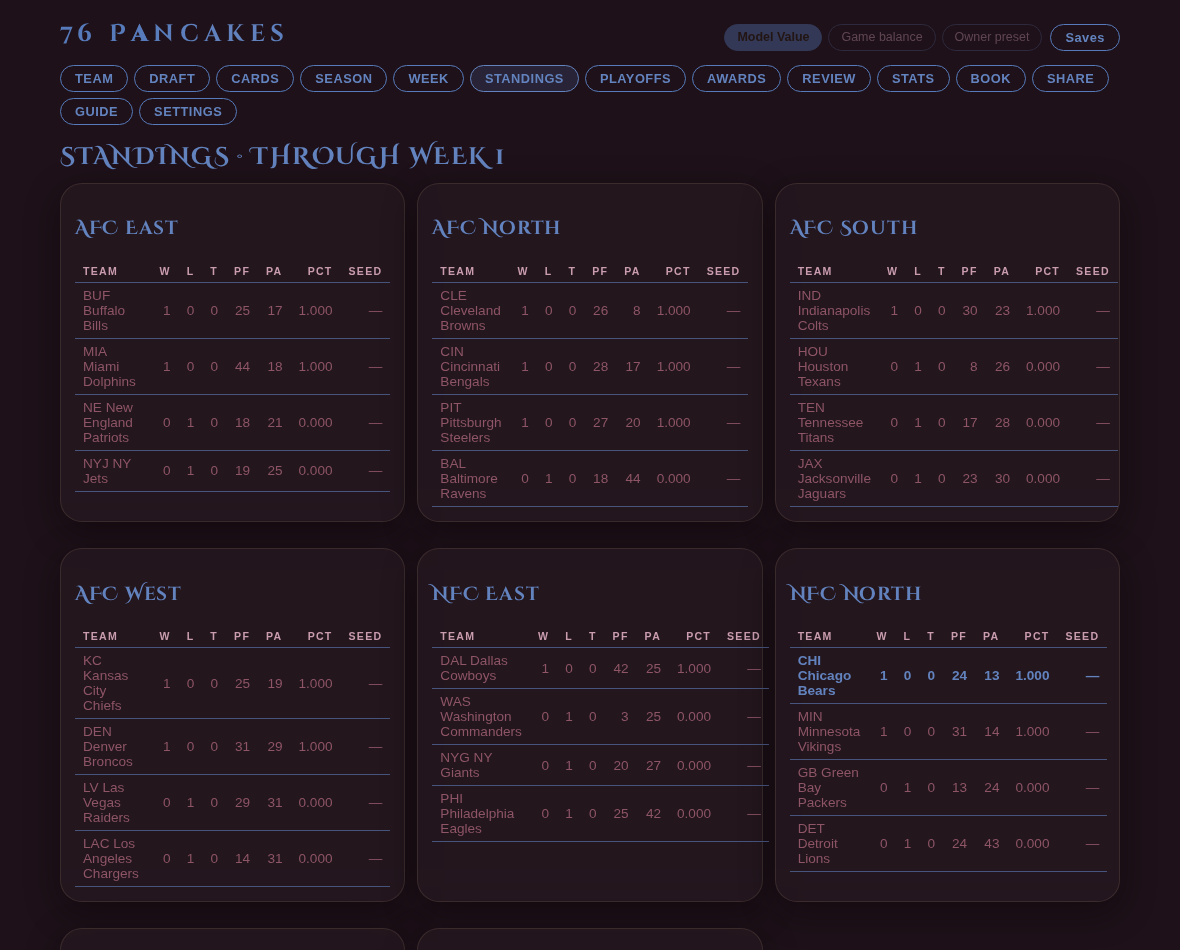 76 PANCAKES
Model Value Game balance Owner preset Saves
TEAM DRAFT CARDS SEASON WEEK STANDINGS PLAYOFFS AWARDS REVIEW STATS BOOK SHARE
GUIDE SETTINGS
STANDINGS · THROUGH WEEK 1
AFC EAST
TEAM W L T PF PA PCT SEED
BUF
Buffalo
Bills
1 0 0 25 17 1.000 —
MIA
Miami
Dolphins
1 0 0 44 18 1.000 —
NE New
England
Patriots
0 1 0 18 21 0.000 —
NYJ NY
Jets
0 1 0 19 25 0.000 —
AFC NORTH
TEAM W L T PF PA PCT SEED
CLE
Cleveland
Browns
1 0 0 26 8 1.000 —
CIN
Cincinnati
Bengals
1 0 0 28 17 1.000 —
PIT
Pittsburgh
Steelers
1 0 0 27 20 1.000 —
BAL
Baltimore
Ravens
0 1 0 18 44 0.000 —
AFC SOUTH
TEAM W L T PF PA PCT SEED
IND
Indianapolis
Colts
1 0 0 30 23 1.000 —
HOU
Houston
Texans
0 1 0 8 26 0.000 —
TEN
Tennessee
Titans
0 1 0 17 28 0.000 —
JAX
Jacksonville
Jaguars
0 1 0 23 30 0.000 —
AFC WEST
TEAM W L T PF PA PCT SEED
KC
Kansas
City
Chiefs
1 0 0 25 19 1.000 —
DEN
Denver
Broncos
1 0 0 31 29 1.000 —
LV Las
Vegas
Raiders
0 1 0 29 31 0.000 —
LAC Los
Angeles
Chargers
0 1 0 14 31 0.000 —
NFC EAST
TEAM W L T PF PA PCT SEED
DAL Dallas
Cowboys
1 0 0 42 25 1.000 —
WAS
Washington
Commanders
0 1 0 3 25 0.000 —
NYG NY
Giants
0 1 0 20 27 0.000 —
PHI
Philadelphia
Eagles
0 1 0 25 42 0.000 —
NFC NORTH
TEAM W L T PF PA PCT SEED
CHI
Chicago
Bears
1 0 0 24 13 1.000 —
MIN
Minnesota
Vikings
1 0 0 31 14 1.000 —
GB Green
Bay
Packers
0 1 0 13 24 0.000 —
DET
Detroit
Lions
0 1 0 24 43 0.000 —